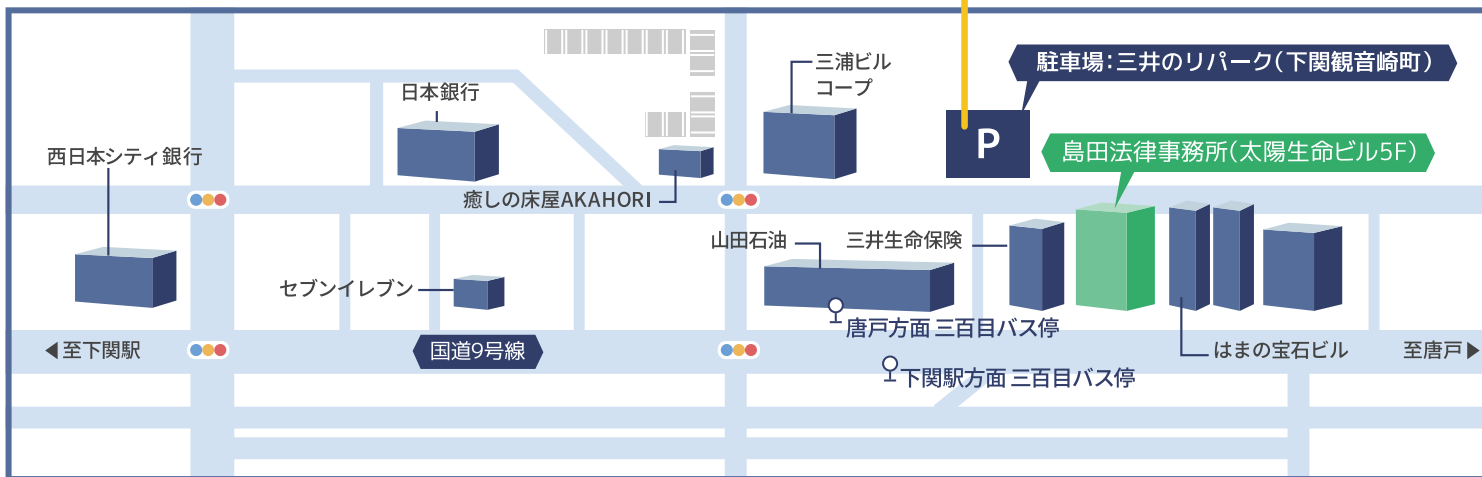 三浦ビル
コープ
駐車場：三井のリパーク（下関観音崎町）
日本銀行
P
西日本シティ銀行
島田法律事務所（太陽生命ビル5F）
癒しの床屋AKAHORI
山田石油
三井生命保険
セブンイレブン
唐戸方面 三百目バス停
◀至下関駅
国道9号線
はまの宝石ビル
至唐戸▶
下関駅方面 三百目バス停